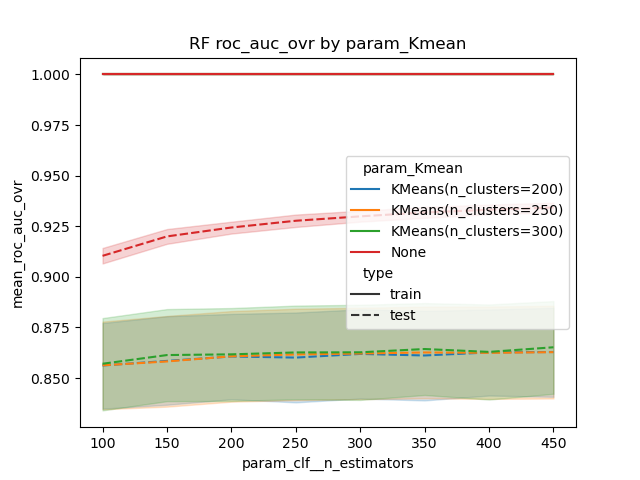 RF roc_auc_ovr by param_Kmean
mean_roc_auc_ovr
1.000
0.975
0.950
0.925
0.900
0.875
0.850
param_Kmean
KMeans(n_clusters=200)
KMeans(n_clusters=250)
KMeans(n_clusters=300)
None
type
train
test
100 150 200 250 300 350 400 450
param_clf__n_estimators